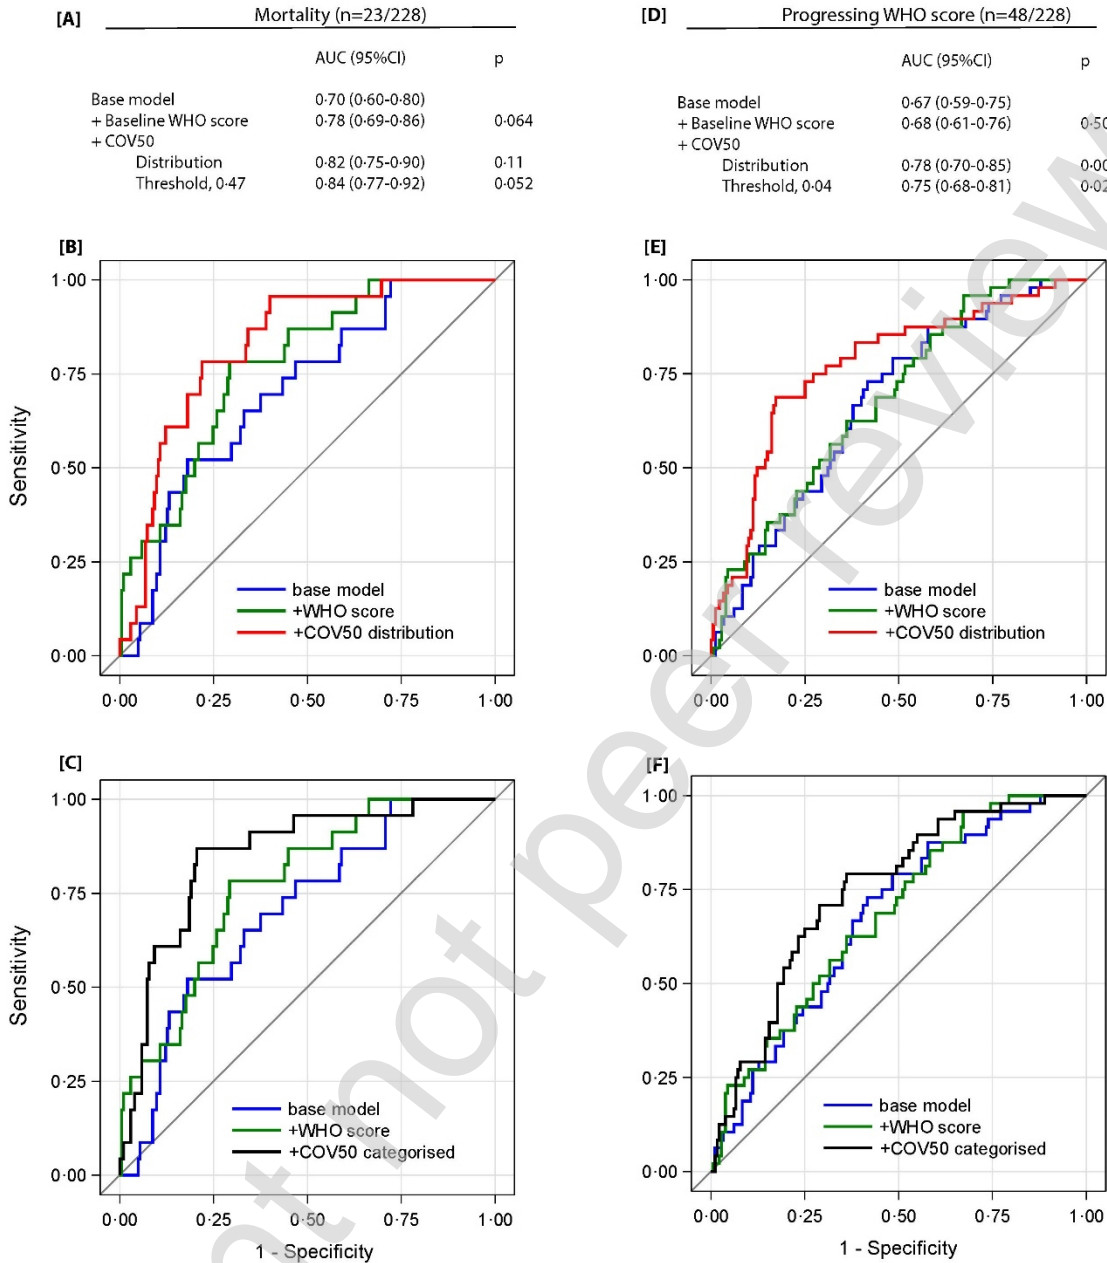 [A] Mortality (n=23/228)
AUC (95%CI) p
Base model 0·70 (0·60-0·80)
+ Baseline WHO score 0·78 (0·69-0·86) 0·064
+ COV50
Distribution 0·82 (0·75-0·90) 0·11
Threshold, 0·47 0·84 (0·77-0·92) 0·052
[D] Progressing WHO score (n=48/228)
AUC (95%CI) p
Base model 0·67 (0·59-0·75)
+ Baseline WHO score 0·68 (0·61-0·76) 0·50
+ COV50
Distribution 0·78 (0·70-0·85) 0·00
Threshold, 0·04 0·75 (0·68-0·81) 0·02
[B]
Sensitivity
1·00
0·75
0·50
0·25
0·00
base model
+WHO score
+COV50 distribution
0·00 0·25 0·50 0·75 1·00
[E]
1·00
0·75
0·50
0·25
0·00
base model
+WHO score
+COV50 distribution
0·00 0·25 0·50 0·75 1·00
[C]
Sensitivity
1·00
0·75
0·50
0·25
0·00
base model
+WHO score
+COV50 categorised
0·00 0·25 0·50 0·75 1·00
1 - Specificity
[F]
1·00
0·75
0·50
0·25
0·00
base model
+WHO score
+COV50 categorised
0·00 0·25 0·50 0·75 1·00
1 - Specificity
nt not peer review